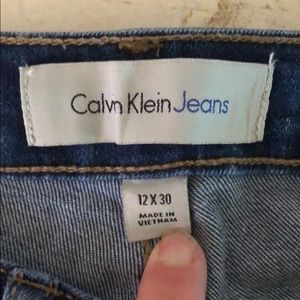 Calvin Klein Jeans
12 X 30
MADE IN
VIETNAM